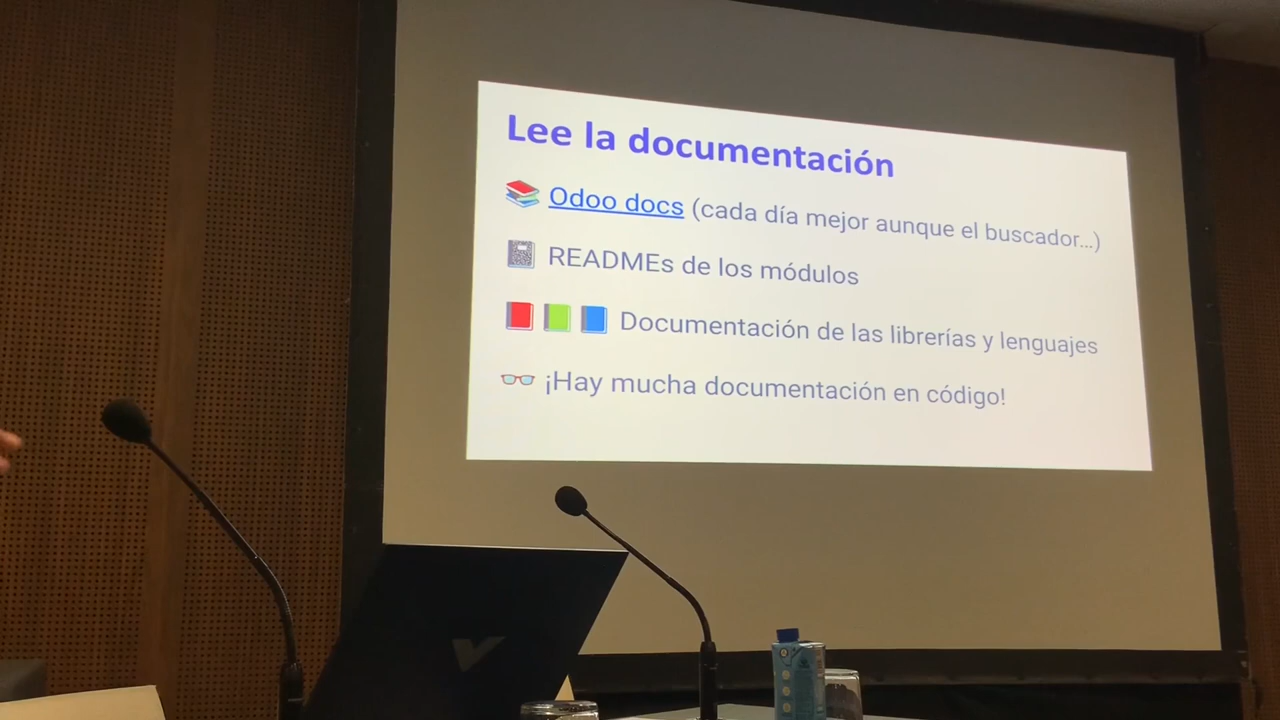 Lee la documentación
Odoo docs (cada día mejor aunque el buscador...)
READMEs de los módulos
Documentación de las librerías y lenguajes
¡Hay mucha documentación en código!